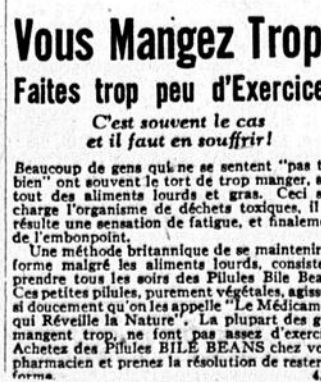 Vous Mangez Trop
Faites trop peu d'Exercice
C'est souvent le cas
et il faut en souffrir!
Beaucoup de gens qui ne se sentent "pas t
bien" ont souvent le tort de trop manger, s
tout des aliments lourds et gras. Ceci s
charge l'organisme de déchets toxiques, il
résulte une sensation de fatigue, et finaleme
de l'embonpoint.
Une méthode britannique de se maintenir
forme malgré les aliments lourds, consiste
prendre tous les soirs des Pilules Bile Bea
Ces petites pilules, purement végétales, agiss
si doucement qu'on les appelle "Le Médicam
qui Réveille la Nature". La plupart des g
mangent trop, ne font pas assez d'exerci
Achetez des Pilules BILE BEANS chez vo
pharmacien et prenez la résolution de rester
forme.